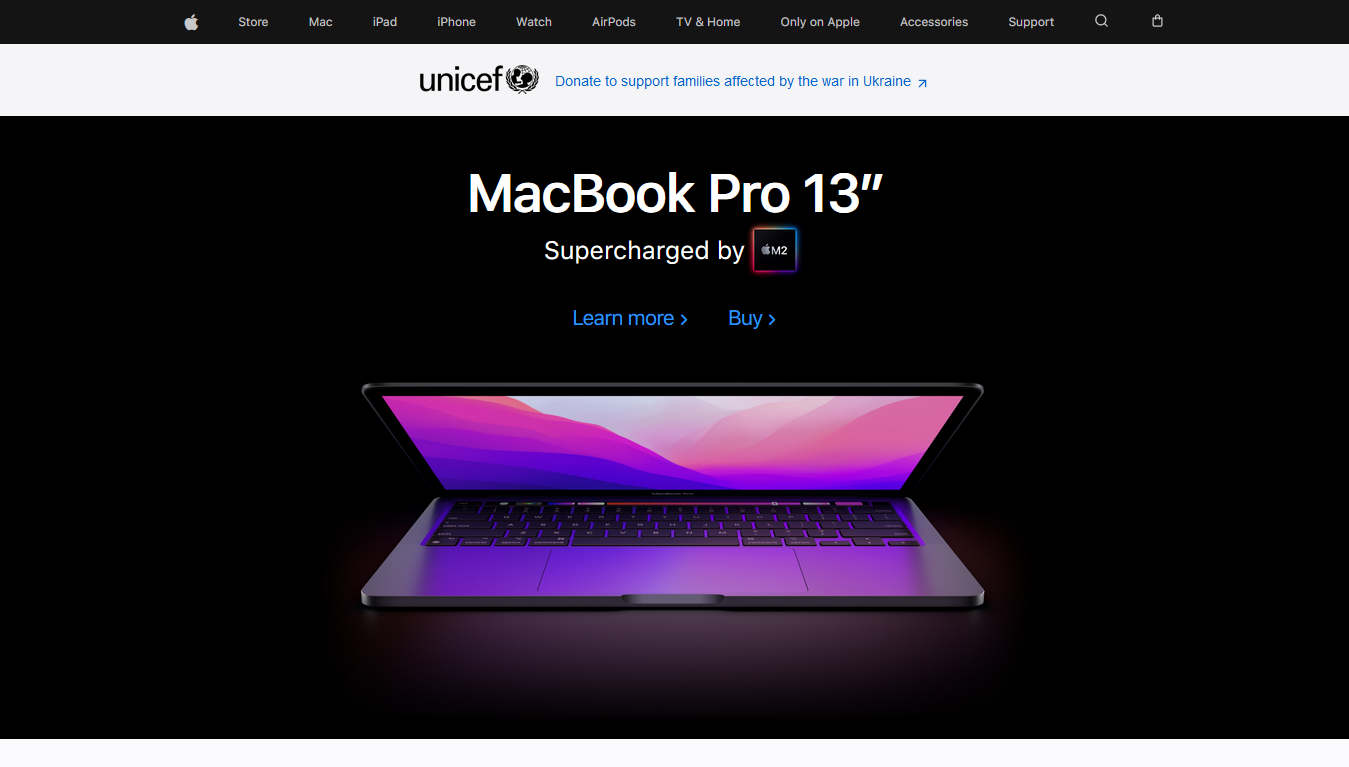 Store Mac iPad iPhone Watch AirPods TV & Home Only on Apple Accessories Support
unicef Donate to support families affected by the war in Ukraine
MacBook Pro 13″
Supercharged by M2
Learn more Buy
MacBook Pro